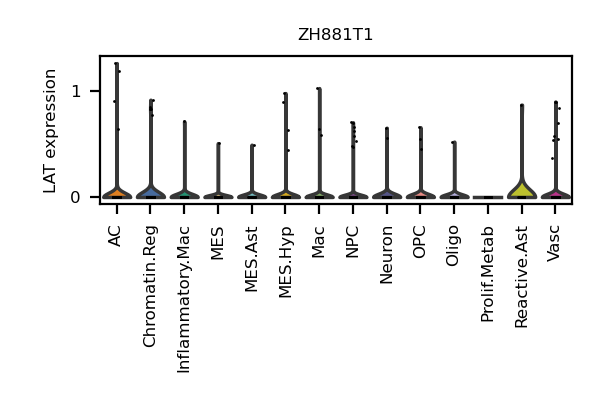 ZH881T1
LAT expression
1
0
AC
Chromatin.Reg
Inflammatory.Mac
MES
MES.Ast
MES.Hyp
Mac
NPC
Neuron
OPC
Oligo
Prolif.Metab
Reactive.Ast
Vasc